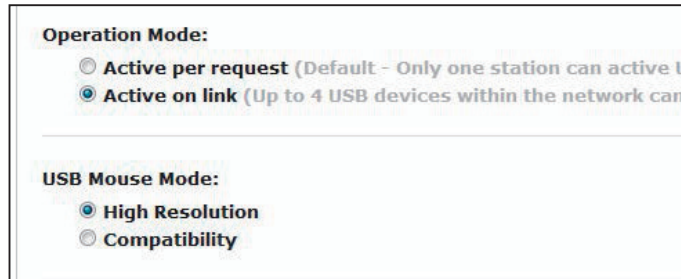 Operation Mode:
Active per request (Default - Only one station can active
Active on link (Up to 4 USB devices within the network can
USB Mouse Mode:
High Resolution
Compatibility